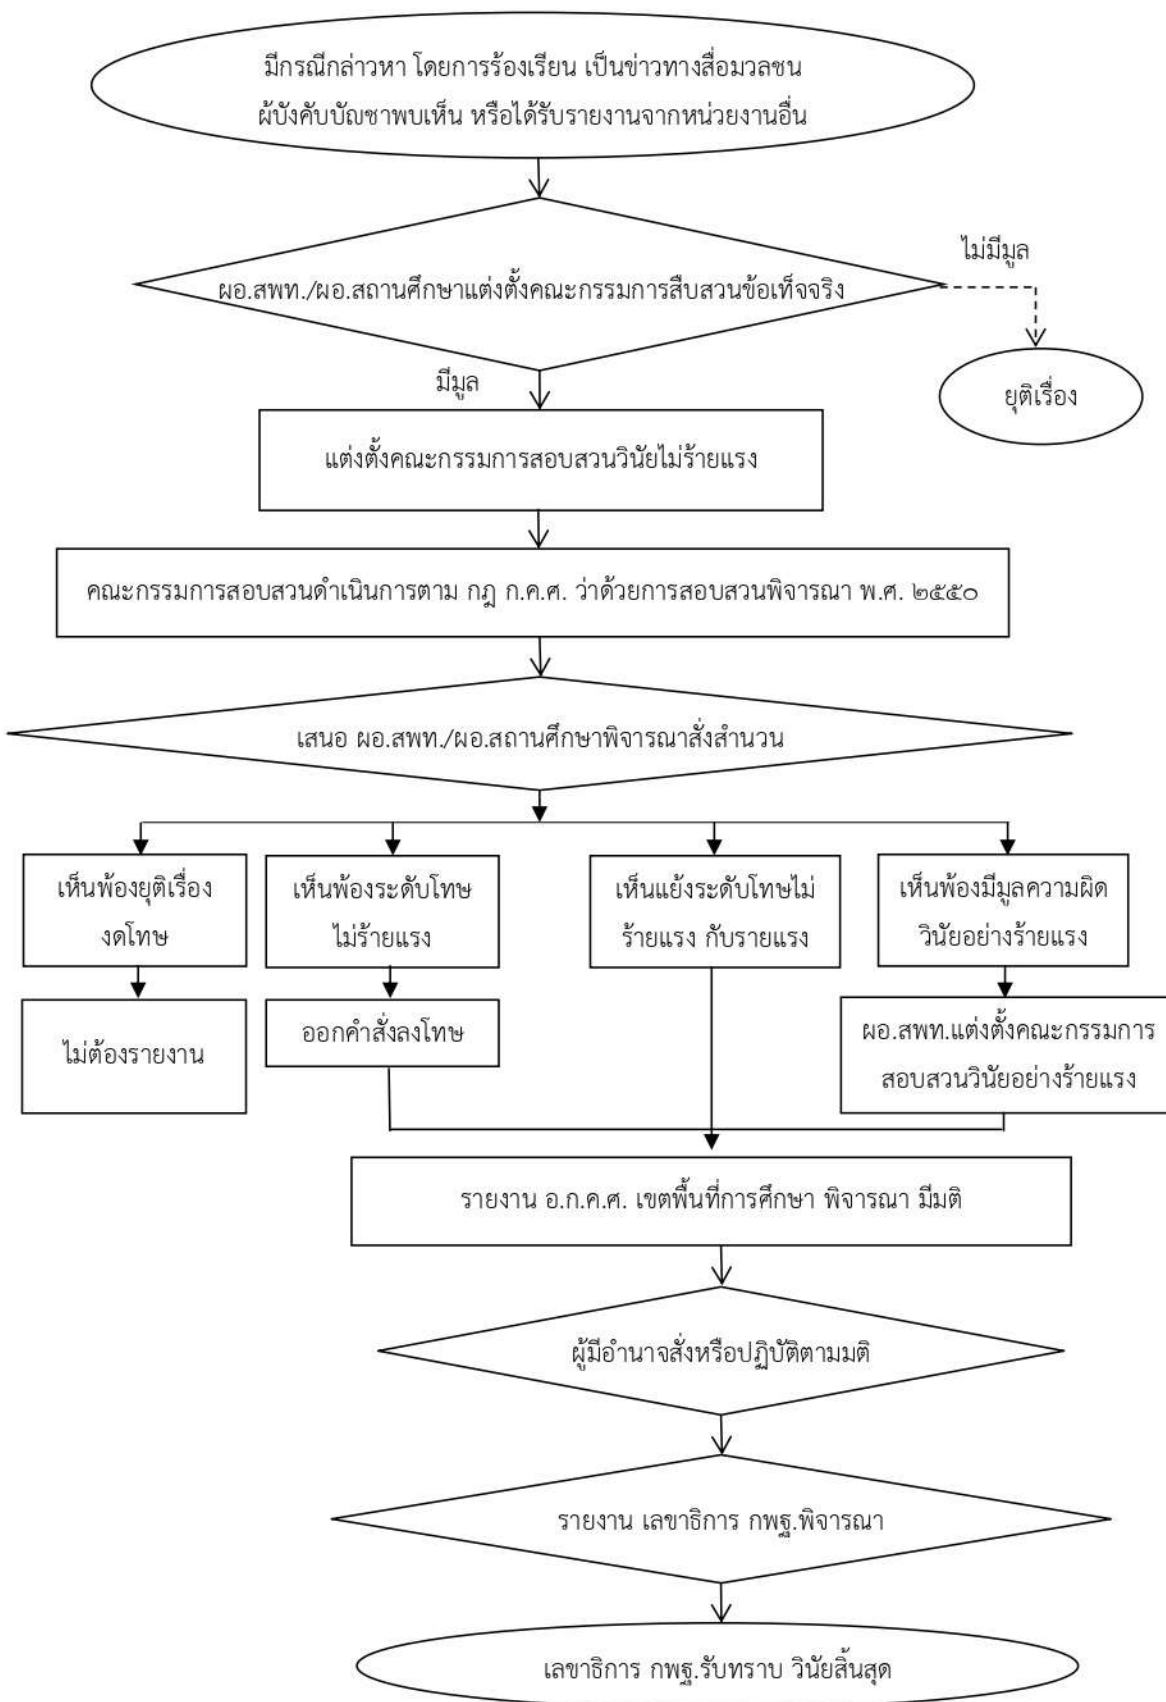 มีกรณีกล่าวหา โดยการร้องเรียน เป็นข่าวทางสื่อมวลชน
ผู้บังคับบัญชาพบเห็น หรือได้รับรายงานจากหน่วยงานอื่น
ไม่มีมูล
ผอ.สพท./ผอ.สถานศึกษาแต่งตั้งคณะกรรมการสืบสวนข้อเท็จจริง
มีมูล
ยุติเรื่อง
แต่งตั้งคณะกรรมการสอบสวนวินัยไม่ร้ายแรง
คณะกรรมการสอบสวนดำเนินการตาม กฎ ก.ค.ศ. ว่าด้วยการสอบสวนพิจารณา พ.ศ. ๒๕๕๐
เสนอ ผอ.สพท./ผอ.สถานศึกษาพิจารณาสั่งสำนวน
เห็นพ้องยุติเรื่อง
งดโทษ
เห็นพ้องระดับโทษ
ไม่ร้ายแรง
เห็นแย้งระดับโทษไม่
ร้ายแรง กับรายแรง
เห็นพ้องมีมูลความผิด
วินัยอย่างร้ายแรง
ไม่ต้องรายงาน
ออกคำสั่งลงโทษ
ผอ.สพท.แต่งตั้งคณะกรรมการ
สอบสวนวินัยอย่างร้ายแรง
รายงาน อ.ก.ค.ศ. เขตพื้นที่การศึกษา พิจารณา มีมติ
ผู้มีอำนาจสั่งหรือปฏิบัติตามมติ
รายงาน เลขาธิการ กพฐ.พิจารณา
เลขาธิการ กพฐ.รับทราบ วินัยสิ้นสุด